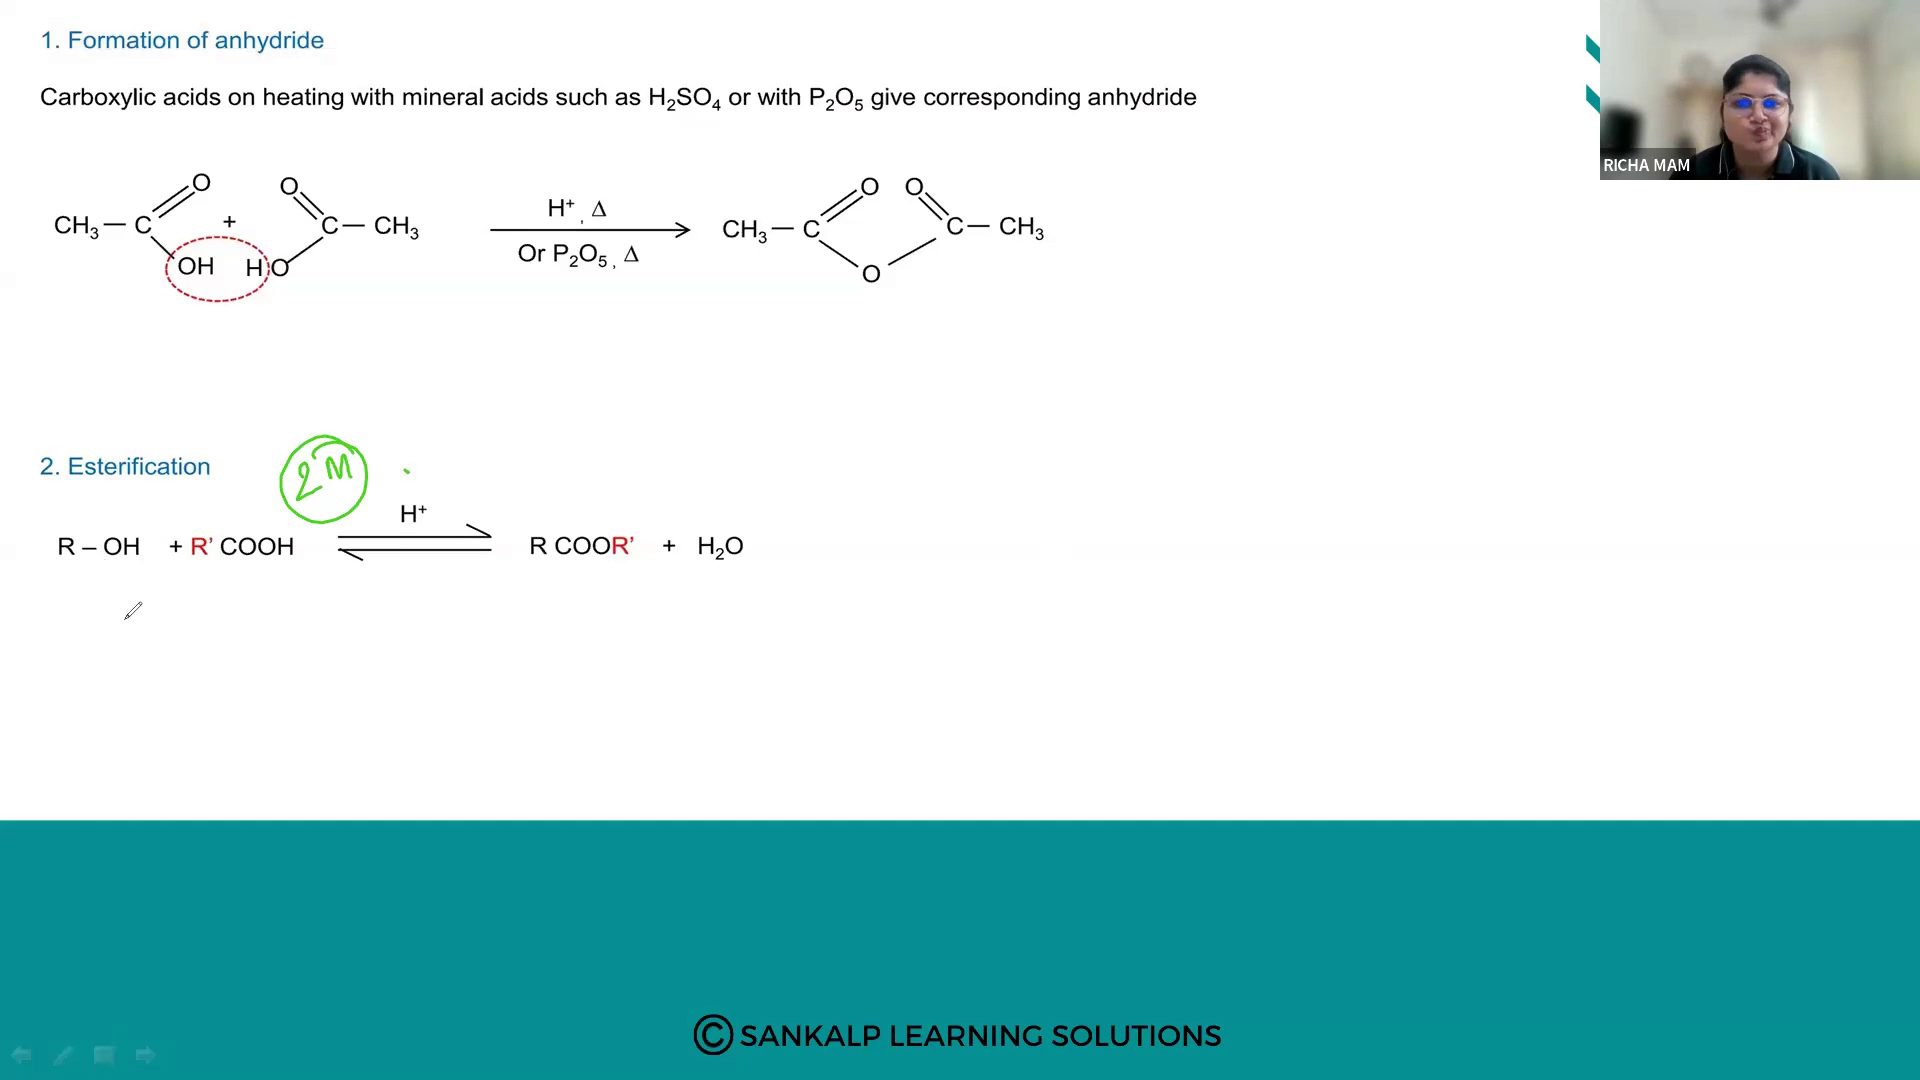 1. Formation of anhydride
RICHA MAM
Carboxylic acids on heating with mineral acids such as H₂SO₄ or with P₂O₅ give corresponding anhydride
O O H⁺, Δ O O
CH₃ — C + C — CH₃ CH₃ — C C — CH₃
OH HO Or P₂O₅, Δ O
2. Esterification 2M
H⁺
R – OH + R’ COOH R COOR’ + H₂O
© SANKALP LEARNING SOLUTIONS